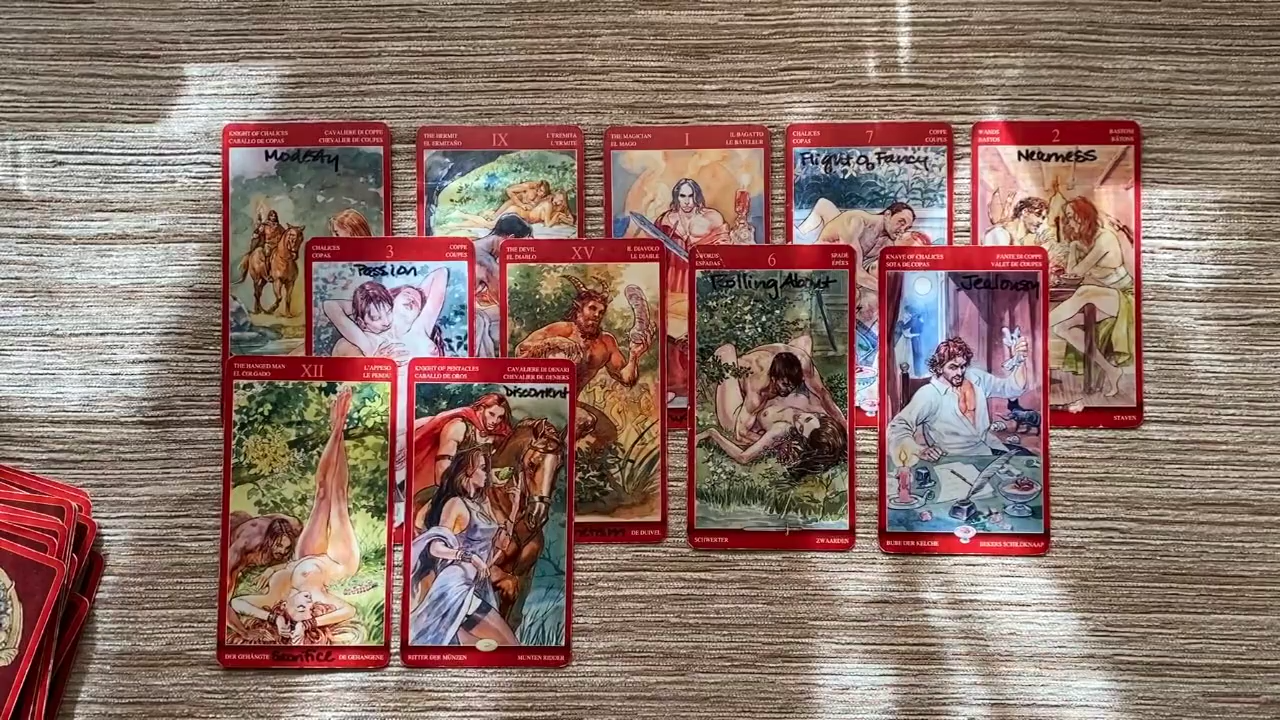 KNIGHT OF CHALICES
CABALLO DE COPAS
CAVALIERE DI COPPE
CHEVALIER DE COUPES
Modesty
THE HERMIT
EL ERMITAÑO
IX
L'EREMITA
L'ERMITE
THE MAGICIAN
EL MAGO
I
IL BAGATTO
LE BATELEUR
CHALICES
COPAS
7
COPPE
COUPES
Flight of Fancy
WANDS
BASTOS
2
BASTONI
BÂTONS
Nearness
STAVEN
CHALICES
COPAS
3
COPPE
COUPES
Passion
THE DEVIL
EL DIABLO
XV
IL DIAVOLO
LE DIABLE
DE DUIVEL
SWORDS
ESPADAS
6
SPADE
ÉPÉES
Rolling About
SCHWERTER
ZWAARDEN
KNAVE OF CHALICES
SOTA DE COPAS
FANTE DI COPPE
VALET DE COUPES
Jealousy
BUBE DER KELCHE
BEKERS SCHILDKNAAP
THE HANGED MAN
EL COLGADO
XII
L'APPESO
LE PENDU
DER GEHÄNGTE
Sacrifice
DE GEHANGENE
KNIGHT OF PENTACLES
CABALLO DE OROS
CAVALIERE DI DENARI
CHEVALIER DE DENIERS
Discontent
RITTER DER MÜNZEN
MUNTEN RIDDER